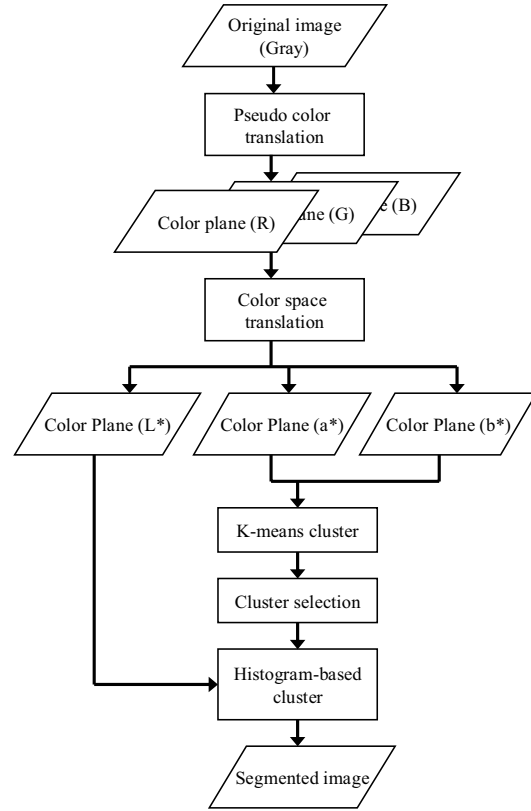 Original image
(Gray)
Pseudo color
translation
Color plane (R)
ane (G)
e (B)
Color space
translation
Color Plane (L*)
Color Plane (a*)
Color Plane (b*)
K-means cluster
Cluster selection
Histogram-based
cluster
Segmented image